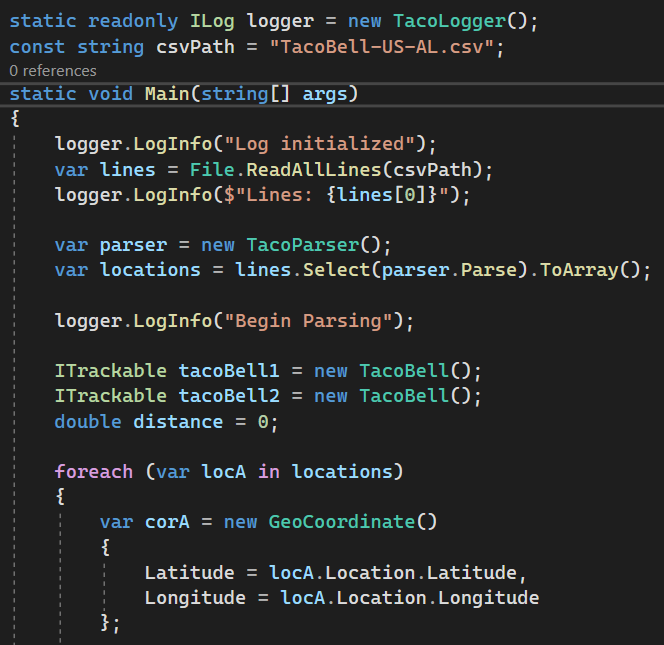 static readonly ILog logger = new TacoLogger();
const string csvPath = "TacoBell-US-AL.csv";
0 references
static void Main(string[] args)
{
logger.LogInfo("Log initialized");
var lines = File.ReadAllLines(csvPath);
logger.LogInfo($"Lines: {lines[0]}");
var parser = new TacoParser();
var locations = lines.Select(parser.Parse).ToArray();
logger.LogInfo("Begin Parsing");
ITrackable tacoBell1 = new TacoBell();
ITrackable tacoBell2 = new TacoBell();
double distance = 0;
foreach (var locA in locations)
{
var corA = new GeoCoordinate()
{
Latitude = locA.Location.Latitude,
Longitude = locA.Location.Longitude
};